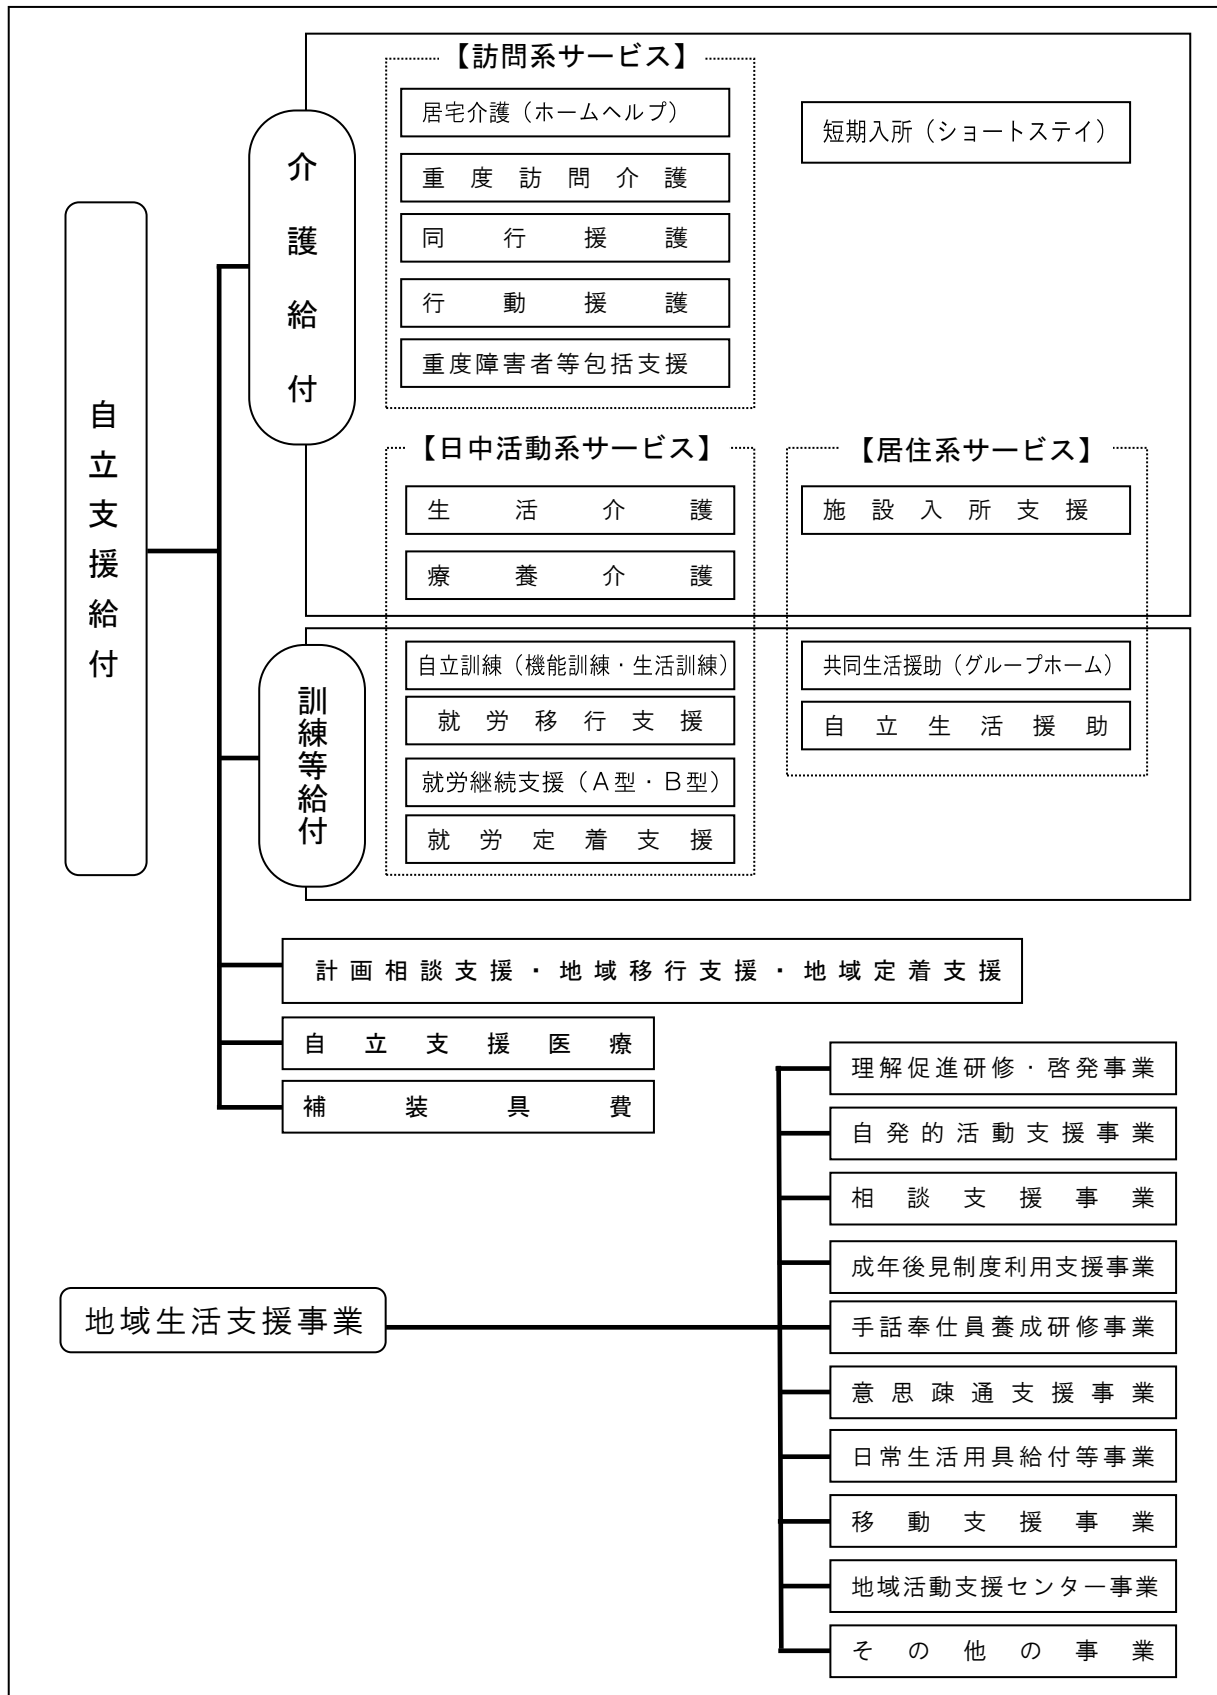 自立支援給付
介護給付
【訪問系サービス】
居宅介護（ホームヘルプ）
重度訪問介護
同行援護
行動援護
重度障害者等包括支援
短期入所（ショートステイ）
【日中活動系サービス】
生活介護
療養介護
【居住系サービス】
施設入所支援
訓練等給付
自立訓練（機能訓練・生活訓練）
就労移行支援
就労継続支援（Ａ型・Ｂ型）
就労定着支援
共同生活援助（グループホーム）
自立生活援助
計画相談支援・地域移行支援・地域定着支援
自立支援医療
補装具費
地域生活支援事業
理解促進研修・啓発事業
自発的活動支援事業
相談支援事業
成年後見制度利用支援事業
手話奉仕員養成研修事業
意思疎通支援事業
日常生活用具給付等事業
移動支援事業
地域活動支援センター事業
その他の事業